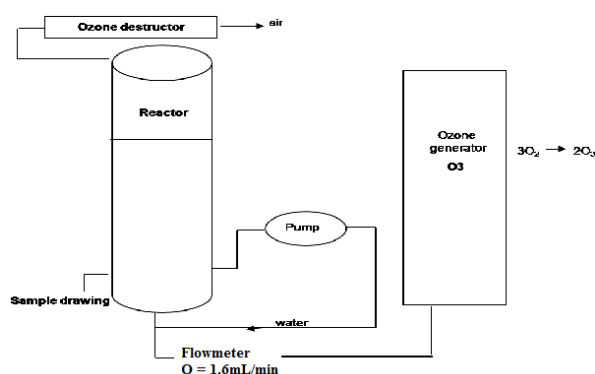 Ozone destructor
air
Reactor
Ozone
generator
O3
3O₂ → 2O₃
Pump
Sample drawing
water
Flowmeter
Q = 1.6mL/min